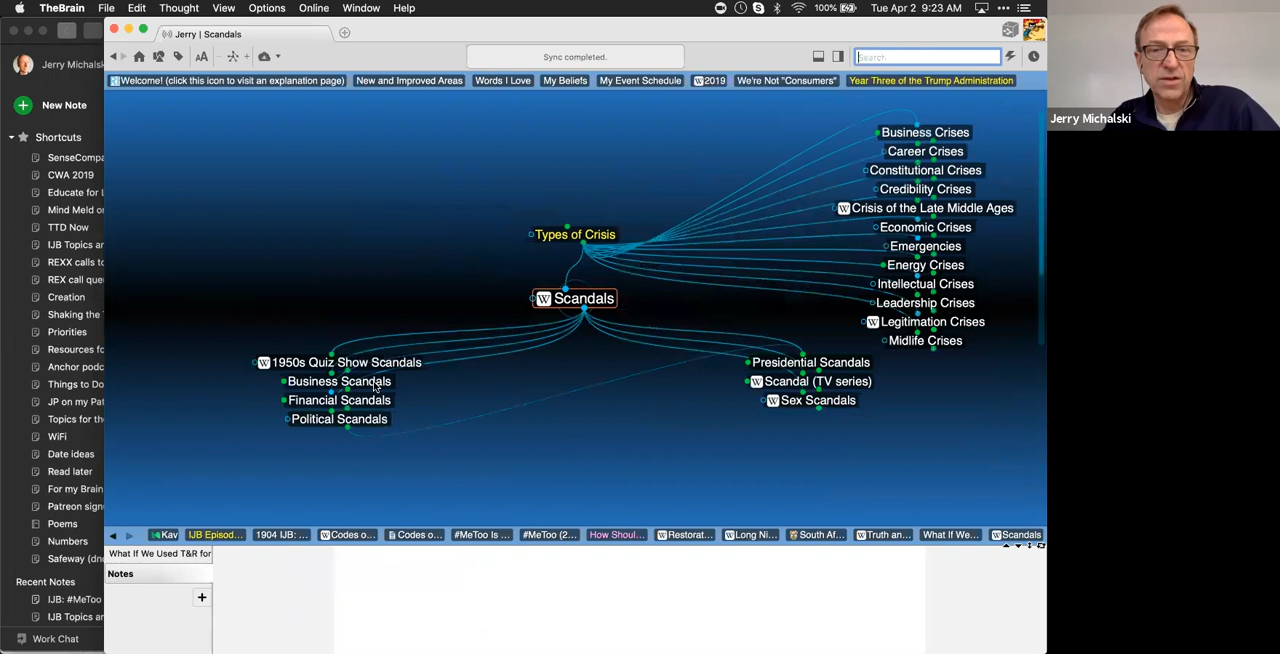 TheBrain File Edit Thought View Options Online Window Help 100% Tue Apr 2 9:23 AM
Jerry | Scandals
Jerry Michalsk
AA
Sync completed.
Search
Welcome! (click this icon to visit an explanation page) New and Improved Areas Words I Love My Beliefs My Event Schedule W 2019 We're Not "Consumers" Year Three of the Trump Administration
New Note
Shortcuts
SenseCompa
CWA 2019
Educate for L
Mind Meld or
TTD Now
IJB Topics an
REXX calls to
REX call que
Creation
Shaking the
Priorities
Resources fo
Anchor podc
Things to Do
JP on my Pat
Topics for the
WiFi
Date ideas
Read later
For my Brain
Patreon sign
Poems
Numbers
Safeway (dne
Recent Notes
IJB: #MeToo
IJB Topics an
Work Chat
Business Crises
Career Crises
Constitutional Crises
Credibility Crises
W Crisis of the Late Middle Ages
Economic Crises
Emergencies
Energy Crises
Intellectual Crises
Leadership Crises
W Legitimation Crises
Midlife Crises
Types of Crisis
W Scandals
W 1950s Quiz Show Scandals
Business Scandals
Financial Scandals
Political Scandals
Presidential Scandals
W Scandal (TV series)
W Sex Scandals
Kav IJB Episod... 1904 IJB: ... W Codes o... Codes o... #MeToo Is ... #MeToo (2... How Shoul... W Restorat... W Long Ni... South Af... W Truth an... What If We... W Scandals
What If We Used T&R for
Notes
+
Jerry Michalski